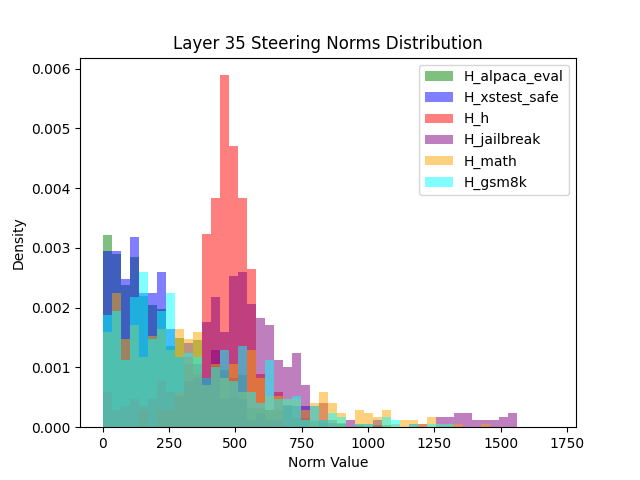 Layer 35 Steering Norms Distribution
H_alpaca_eval
H_xstest_safe
H_h
H_jailbreak
H_math
H_gsm8k
0.006
0.005
0.004
0.003
0.002
0.001
0.000
Density
0 250 500 750 1000 1250 1500 1750
Norm Value